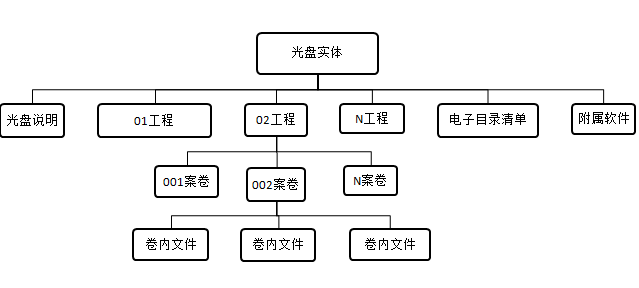 光盘实体
光盘说明
01工程
02工程
N工程
电子目录清单
附属软件
001案卷
002案卷
N案卷
卷内文件
卷内文件
卷内文件